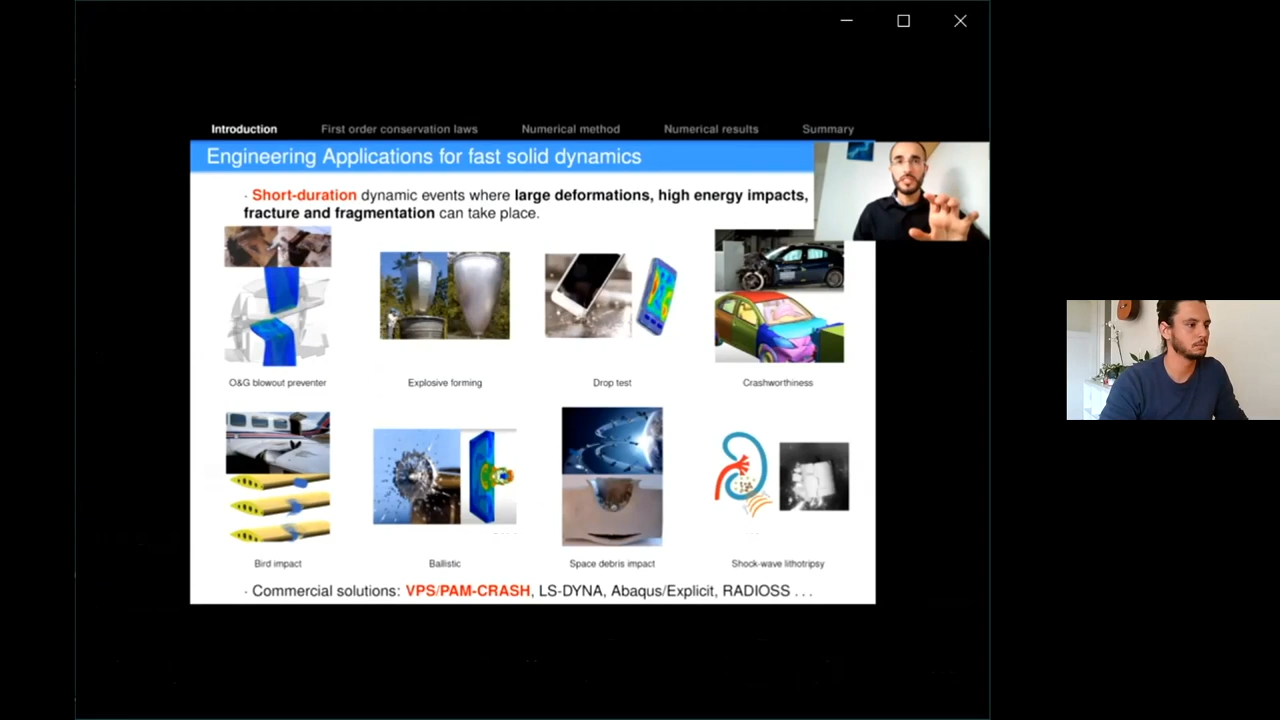 Introduction First order conservation laws Numerical method Numerical results Summary
Engineering Applications for fast solid dynamics
· Short-duration dynamic events where large deformations, high energy impacts,
fracture and fragmentation can take place.
O&G blowout preventer Explosive forming Drop test Crashworthiness
Bird impact Ballistic Space debris impact Shock-wave lithotripsy
· Commercial solutions: VPS/PAM-CRASH, LS-DYNA, Abaqus/Explicit, RADIOSS . . .